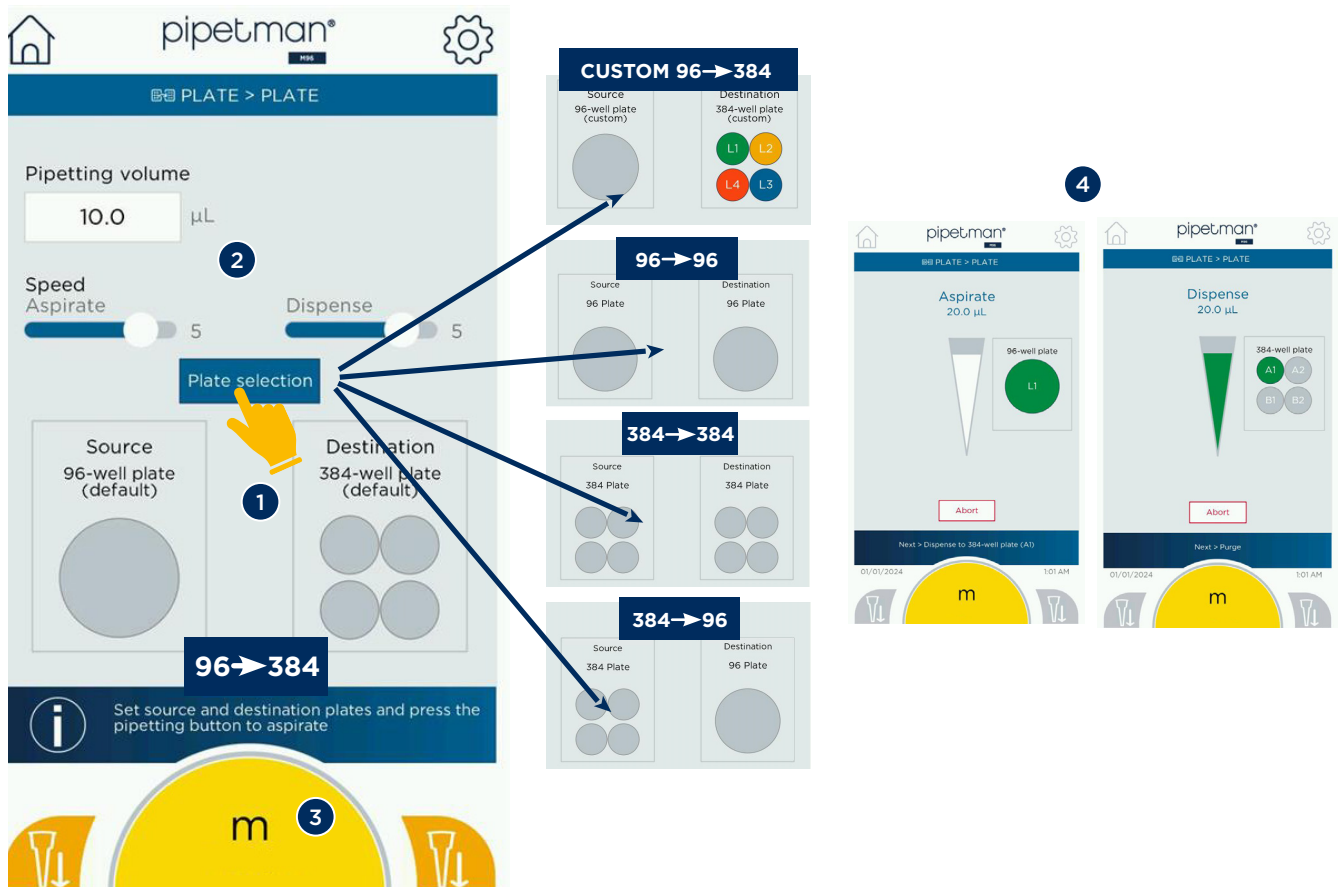 pipetman®
M96
PLATE > PLATE
Pipetting volume
10.0 µL
2
Speed
Aspirate
5
Dispense
5
Plate selection
1
Source
96-well plate
(default)
Destination
384-well plate
(default)
96→384
i
Set source and destination plates and press the
pipetting button to aspirate
m
3
CUSTOM 96→384
Source
96-well plate
(custom)
Destination
384-well plate
(custom)
L1
L2
L4
L3
96→96
Source
96 Plate
Destination
96 Plate
384→384
Source
384 Plate
Destination
384 Plate
384→96
Source
384 Plate
Destination
96 Plate
4
pipetman®
M96
PLATE > PLATE
Aspirate
20.0 µL
96-well plate
L1
Abort
Next > Dispense to 384-well plate (A1)
01/01/2024
1:01 AM
m
pipetman®
M96
PLATE > PLATE
Dispense
20.0 µL
384-well plate
A1
A2
B1
B2
Abort
Next > Purge
01/01/2024
1:01 AM
m